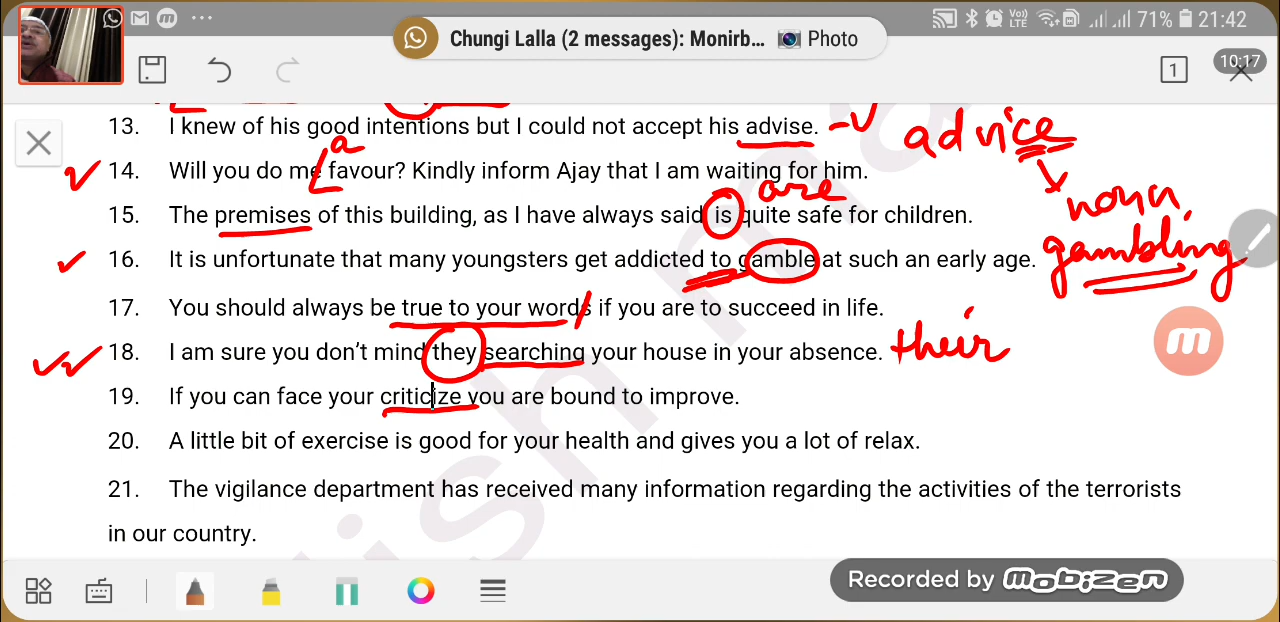 Chungi Lalla (2 messages): Monirb... Photo
Vo)) LTE 71% 21:42
1 10:17
13. I knew of his good intentions but I could not accept his advise. advice
a
14. Will you do me favour? Kindly inform Ajay that I am waiting for him.
are noun
15. The premises of this building, as I have always said, is quite safe for children.
gambling
16. It is unfortunate that many youngsters get addicted to gamble at such an early age.
17. You should always be true to your words if you are to succeed in life.
18. I am sure you don't mind they searching your house in your absence. their
19. If you can face your criticize you are bound to improve.
20. A little bit of exercise is good for your health and gives you a lot of relax.
21. The vigilance department has received many information regarding the activities of the terrorists
in our country.
Recorded by mobizen